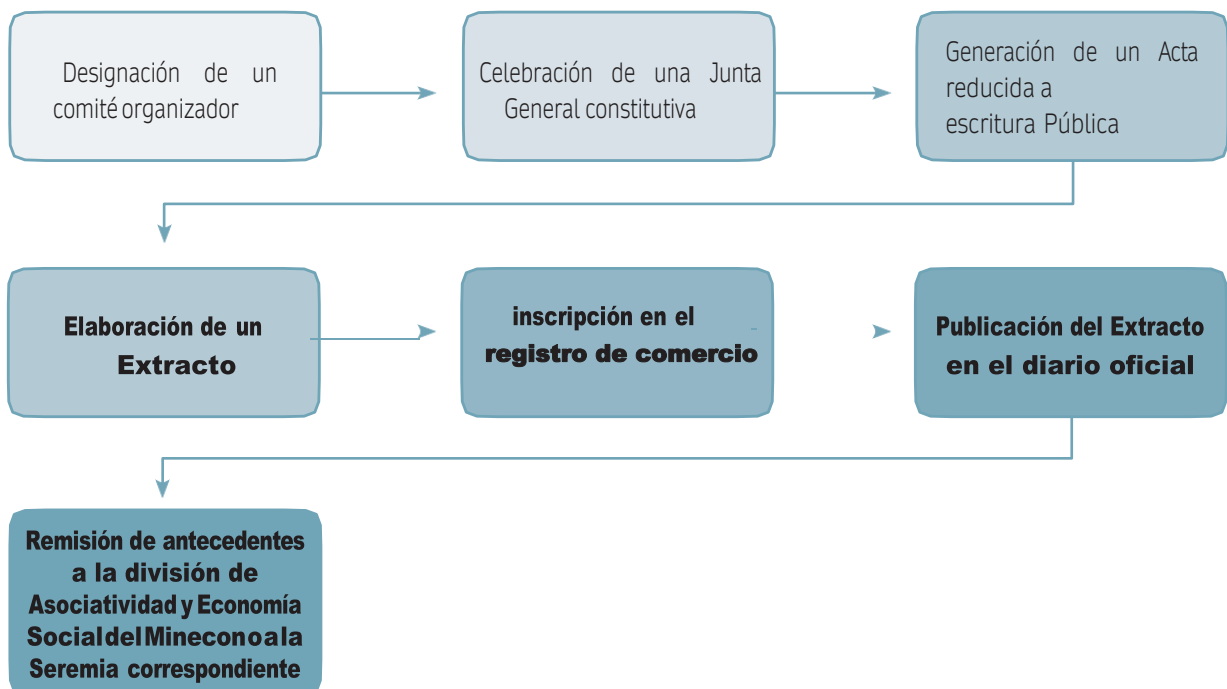 Designación de un
comité organizador
Celebración de una Junta
General constitutiva
Generación de un Acta
reducida a
escritura Pública
Elaboración de un
Extracto
inscripción en el
registro de comercio
Publicación del Extracto
en el diario oficial
Remisión de antecedentes
a la división de
Asociatividad y Economía
Social del Minecon o a la
Seremia correspondiente